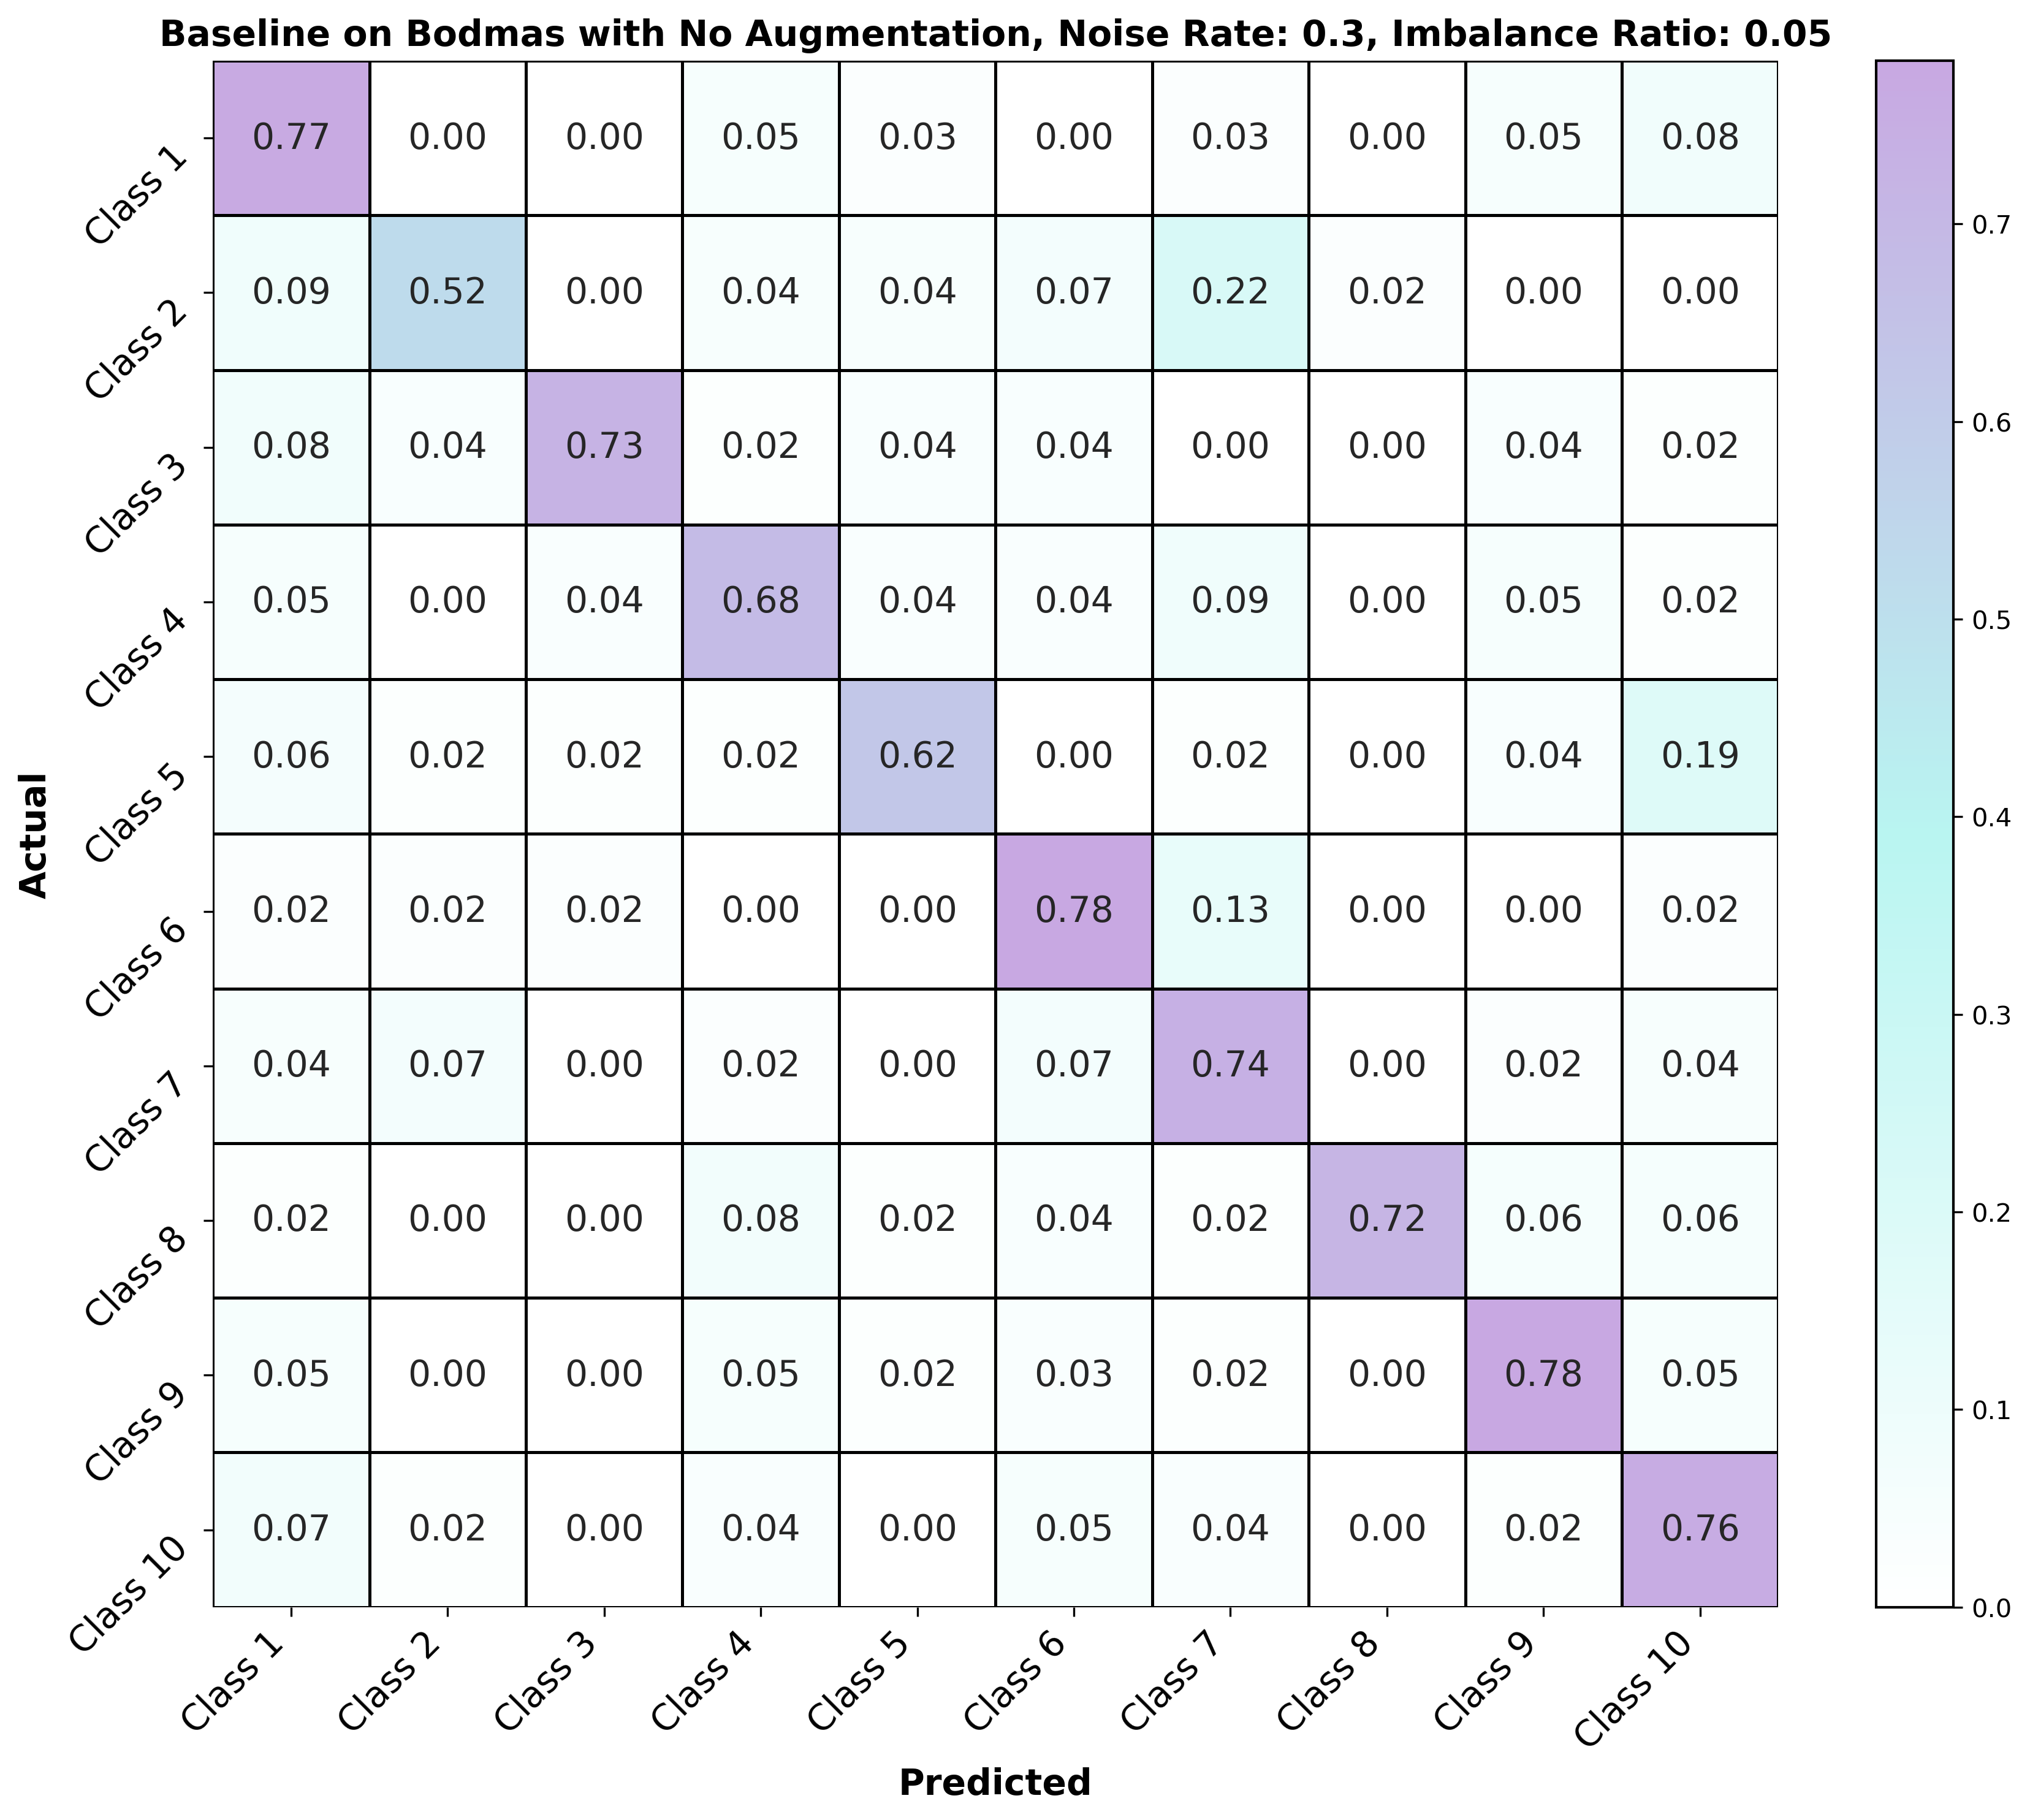 Baseline on Bodmas with No Augmentation, Noise Rate: 0.3, Imbalance Ratio: 0.05
Class 1 0.77 0.00 0.00 0.05 0.03 0.00 0.03 0.00 0.05 0.08
Class 2 0.09 0.52 0.00 0.04 0.04 0.07 0.22 0.02 0.00 0.00
Class 3 0.08 0.04 0.73 0.02 0.04 0.04 0.00 0.00 0.04 0.02
Class 4 0.05 0.00 0.04 0.68 0.04 0.04 0.09 0.00 0.05 0.02
Class 5 0.06 0.02 0.02 0.02 0.62 0.00 0.02 0.00 0.04 0.19
Class 6 0.02 0.02 0.02 0.00 0.00 0.78 0.13 0.00 0.00 0.02
Class 7 0.04 0.07 0.00 0.02 0.00 0.07 0.74 0.00 0.02 0.04
Class 8 0.02 0.00 0.00 0.08 0.02 0.04 0.02 0.72 0.06 0.06
Class 9 0.05 0.00 0.00 0.05 0.02 0.03 0.02 0.00 0.78 0.05
Class 10 0.07 0.02 0.00 0.04 0.00 0.05 0.04 0.00 0.02 0.76
Class 1 Class 2 Class 3 Class 4 Class 5 Class 6 Class 7 Class 8 Class 9 Class 10
Predicted
Actual
0.7
0.6
0.5
0.4
0.3
0.2
0.1
0.0